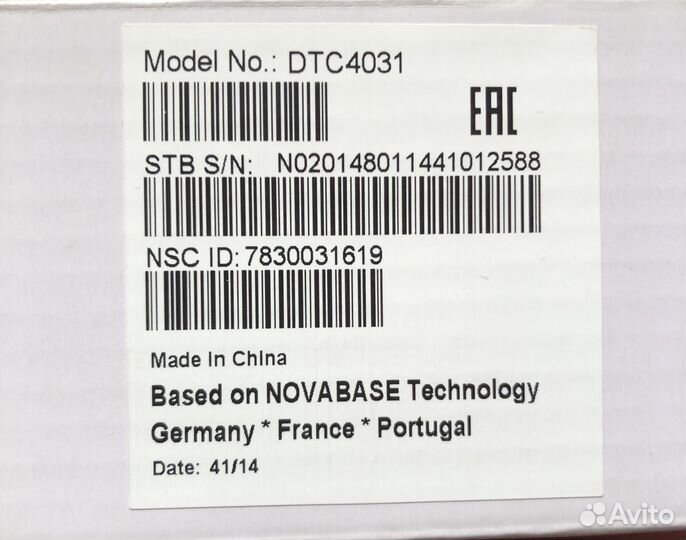 Model No.: DTC4031
EAC
STB S/N: N020148011441012588
NSC ID: 7830031619
Made In China
Based on NOVABASE Technology
Germany * France * Portugal
Date: 41/14
Avito